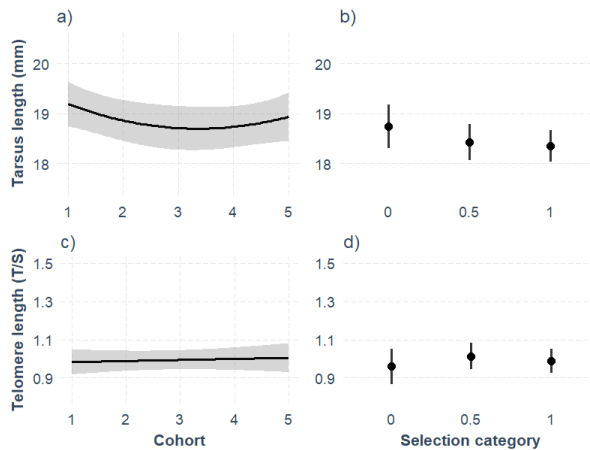 a)
b)
Tarsus length (mm)
20
19
18
20
19
18
1 2 3 4 5
0 0.5 1
c)
d)
Telomere length (T/S)
1.5
1.3
1.1
0.9
1.5
1.3
1.1
0.9
1 2 3 4 5
0 0.5 1
Cohort
Selection category